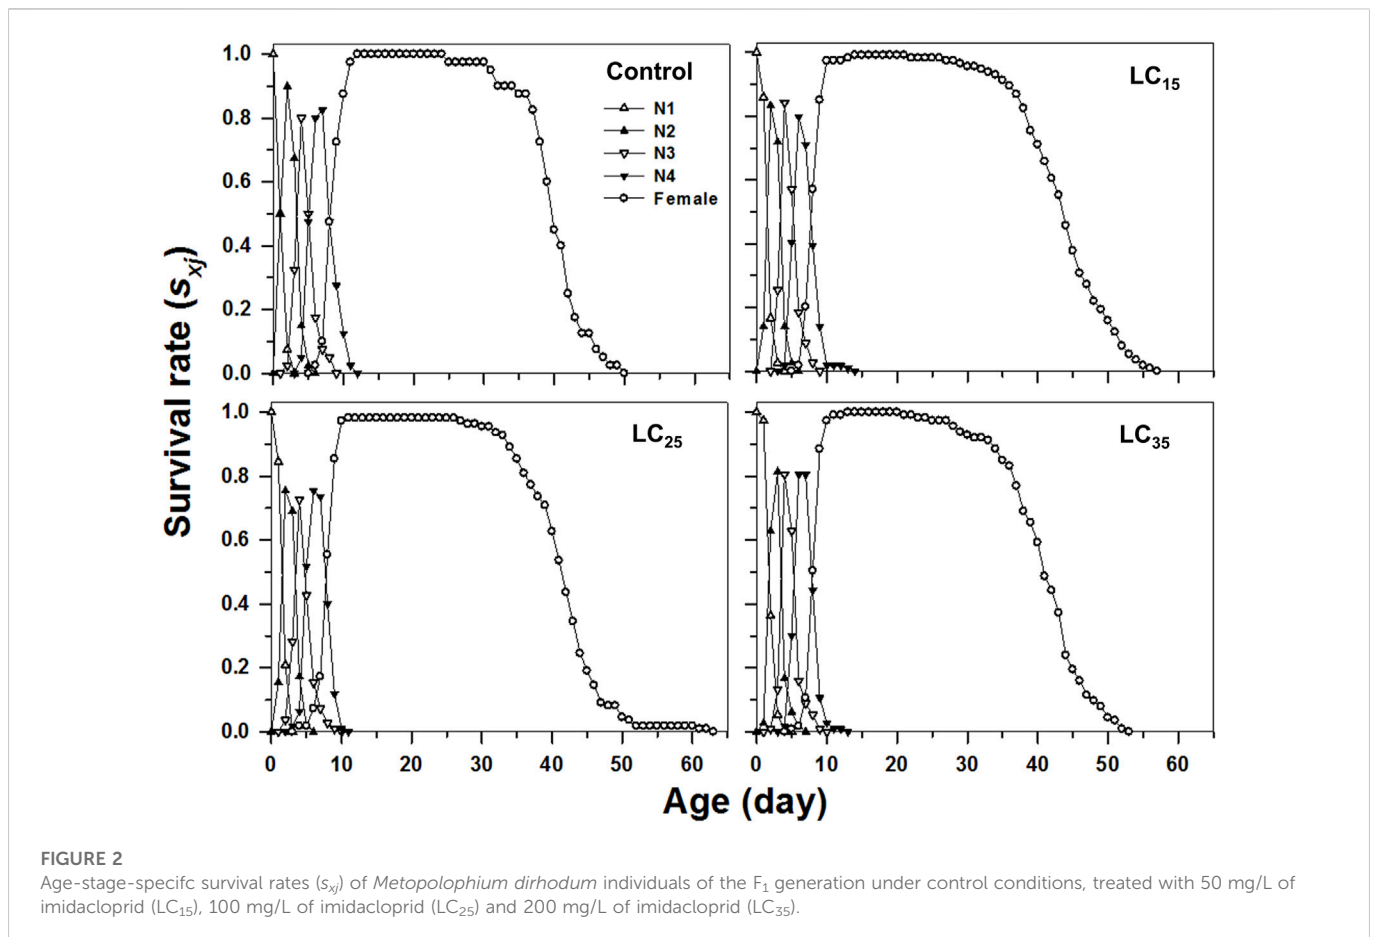 Control
N1
N2
N3
N4
Female
LC15
1.0
0.8
0.6
0.4
0.2
0.0
LC25
LC35
1.0
0.8
0.6
0.4
0.2
0.0
Survival rate (sxj)
0 10 20 30 40 50 60
0 10 20 30 40 50 60
Age (day)
FIGURE 2
Age-stage-specifc survival rates (sxj) of Metopolophium dirhodum individuals of the F1 generation under control conditions, treated with 50 mg/L of
imidacloprid (LC15), 100 mg/L of imidacloprid (LC25) and 200 mg/L of imidacloprid (LC35).